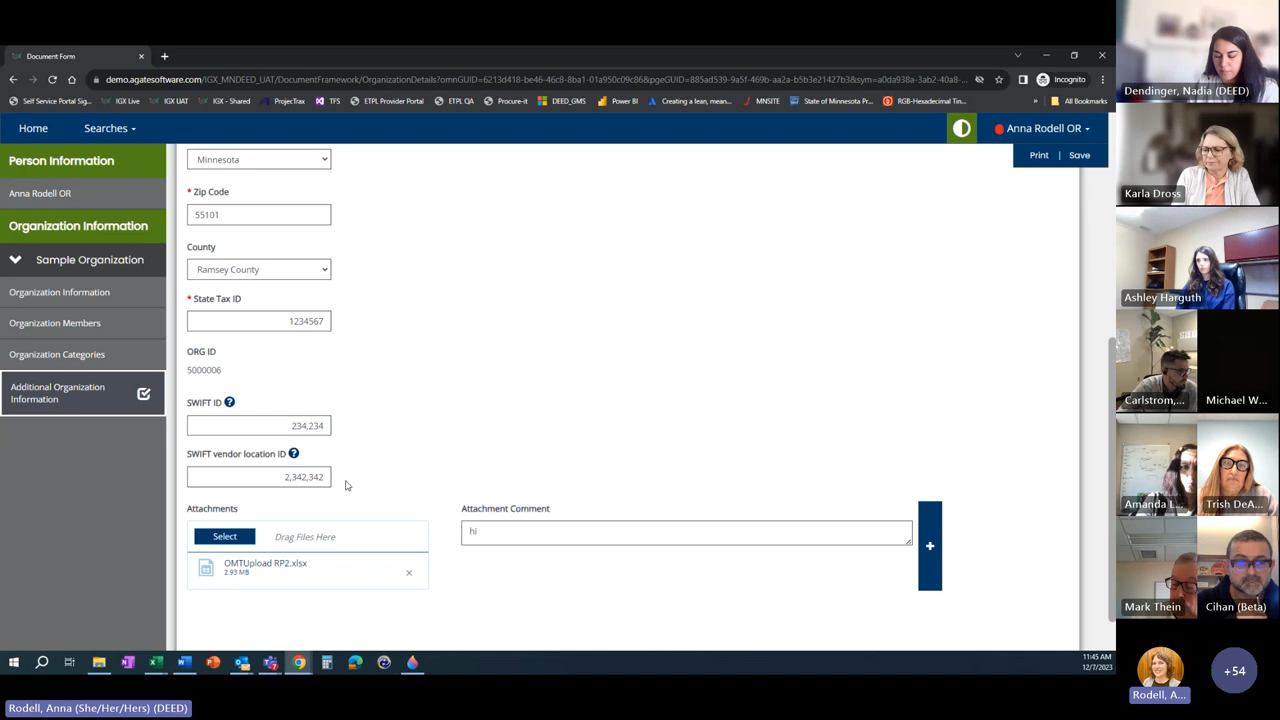 Document Form
demo.agatesoftware.com/IGX_MNDEED_UAT/DocumentFramework/OrganizationDetails?omnGUID=6213d418-be46-46c8-8ba1-01a950c09c86&pgeGUID=885ad539-9a5f-469b-aa2a-b5b3e21427b3&sym=a0da938a-3ab2-40a8-...
Incognito
Self Service Portal Sig...
IGX Live
IGX UAT
IGX - Shared
ProjecTrax
TFS
ETPL Provider Portal
ETPL QA
Procure-it
DEED_GMS
Power BI
Creating a lean, mean...
MNSITE
State of Minnesota Pr...
RGB-Hexadecimal Tin...
»
All Bookmarks
Home
Searches
Anna Rodell OR
Print | Save
Person Information
Anna Rodell OR
Organization Information
Sample Organization
Organization Information
Organization Members
Organization Categories
Additional Organization
Information
Minnesota
* Zip Code
55101
County
Ramsey County
* State Tax ID
1234567
ORG ID
5000006
SWIFT ID ?
234,234
SWIFT vendor location ID ?
2,342,342
Attachments
Select
Drag Files Here
OMTUpload RP2.xlsx
2.93 MB
Attachment Comment
hi
11:45 AM
12/7/2023
Dendinger, Nadia (DEED)
Karla Dross
Ashley Harguth
Carlstrom,...
Michael W...
Amanda L...
Trish DeA...
Mark Thein
Cihan (Beta)
Rodell, A...
+54
Rodell, Anna (She/Her/Hers) (DEED)